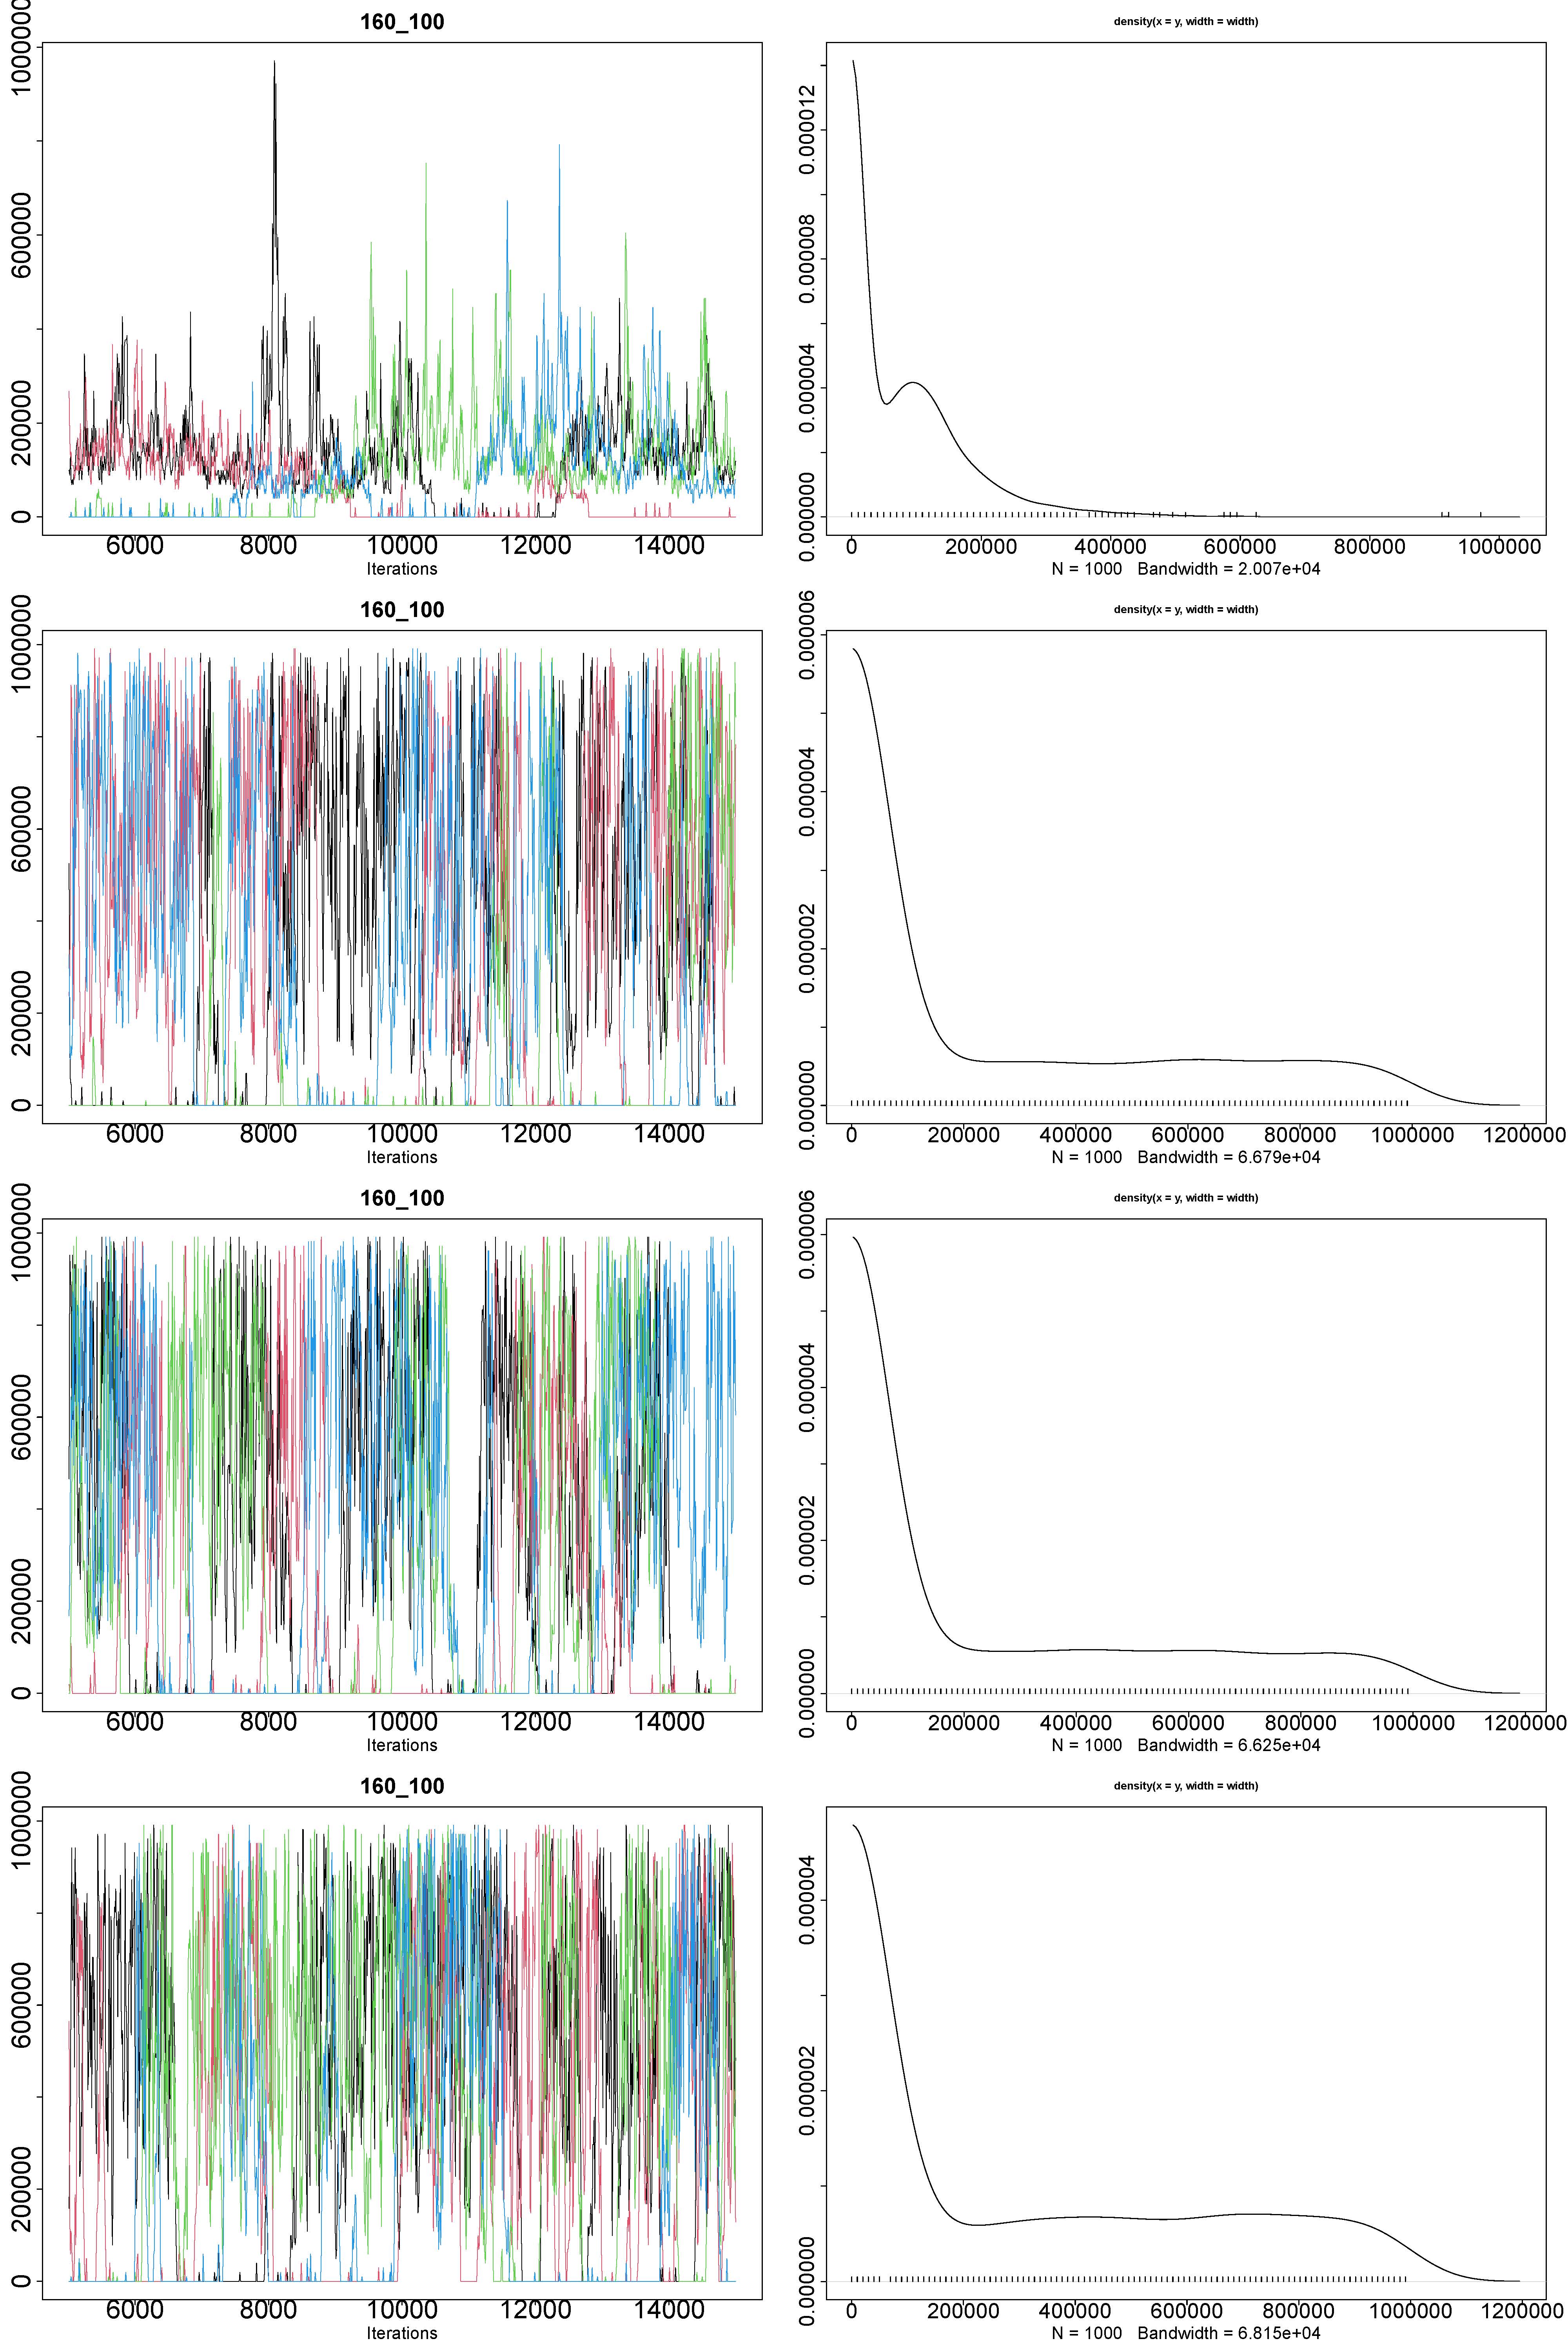 160_100
density(x = y, width = width)
0 200000 600000 1000000
0.000000 0.000004 0.000008 0.000012
6000 8000 10000 12000 14000
0 200000 400000 600000 800000 1000000
Iterations
N = 1000 Bandwidth = 2.007e+04
160_100
density(x = y, width = width)
0 200000 600000 1000000
0.000000 0.000002 0.000004 0.000006
6000 8000 10000 12000 14000
0 200000 400000 600000 800000 1000000 1200000
Iterations
N = 1000 Bandwidth = 6.679e+04
160_100
density(x = y, width = width)
0 200000 600000 1000000
0.000000 0.000002 0.000004 0.000006
6000 8000 10000 12000 14000
0 200000 400000 600000 800000 1000000 1200000
Iterations
N = 1000 Bandwidth = 6.625e+04
160_100
density(x = y, width = width)
0 200000 600000 1000000
0.000000 0.000002 0.000004
6000 8000 10000 12000 14000
0 200000 400000 600000 800000 1000000 1200000
Iterations
N = 1000 Bandwidth = 6.815e+04